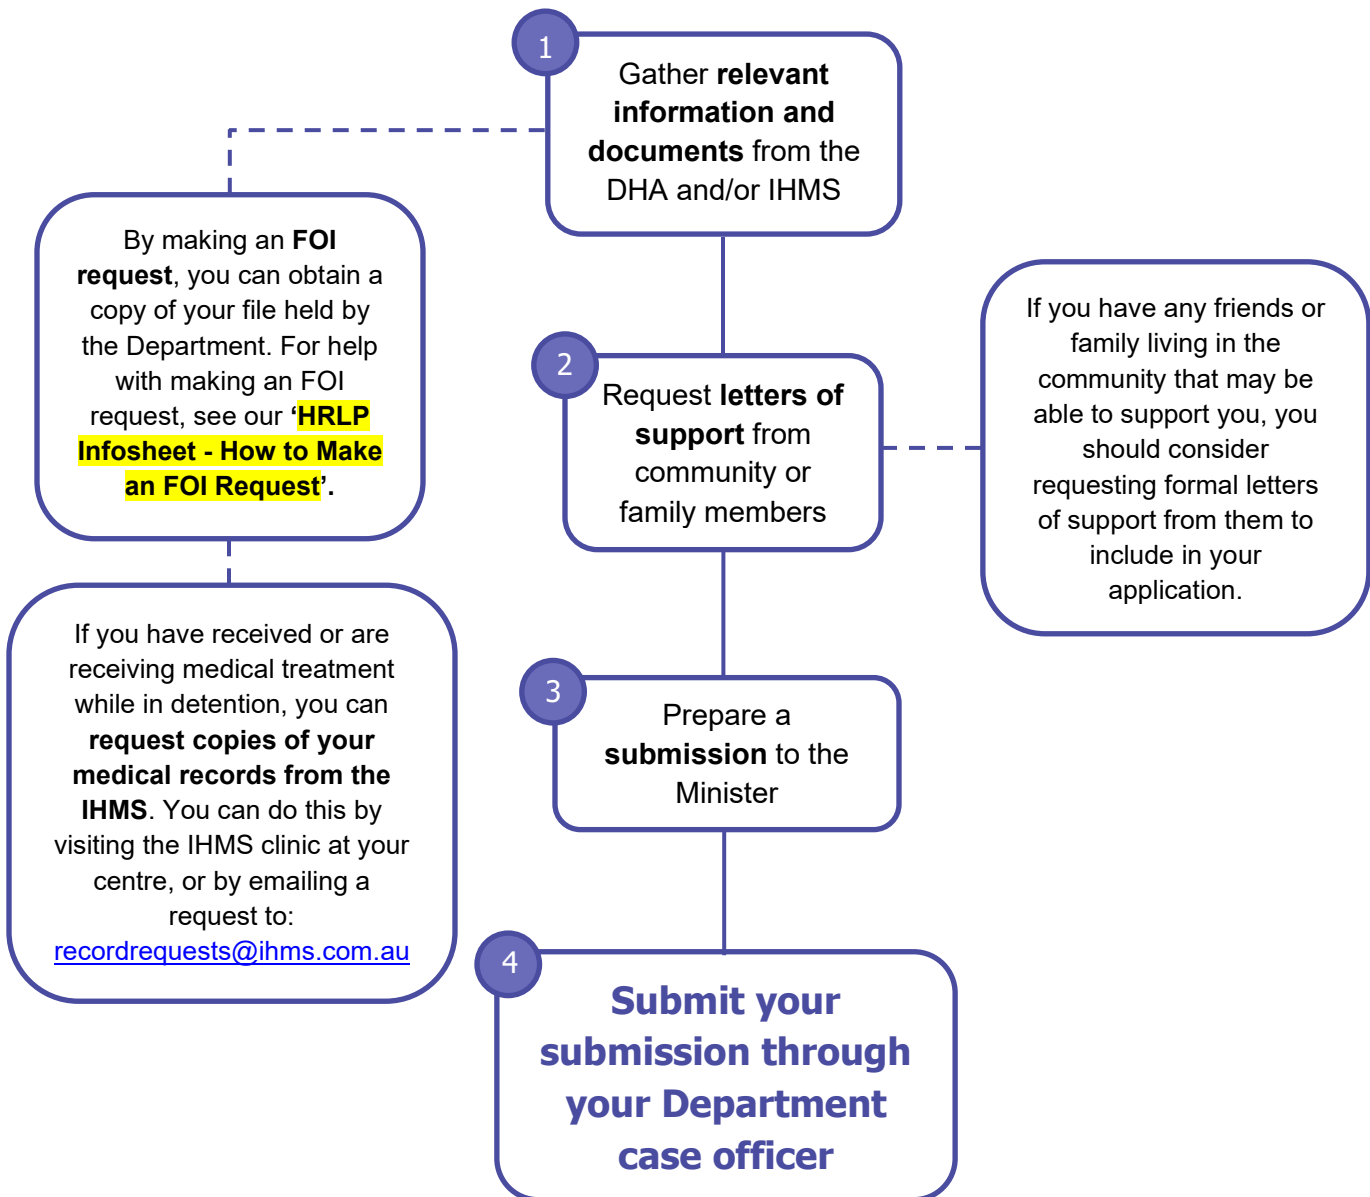 1
Gather relevant
information and
documents from the
DHA and/or IHMS
By making an FOI
request, you can obtain a
copy of your file held by
the Department. For help
with making an FOI
request, see our ‘HRLP
Infosheet - How to Make
an FOI Request’.
If you have received or are
receiving medical treatment
while in detention, you can
request copies of your
medical records from the
IHMS. You can do this by
visiting the IHMS clinic at your
centre, or by emailing a
request to:
recordrequests@ihms.com.au
2
Request letters of
support from
community or
family members
If you have any friends or
family living in the
community that may be
able to support you, you
should consider
requesting formal letters
of support from them to
include in your
application.
3
Prepare a
submission to the
Minister
4
Submit your
submission through
your Department
case officer